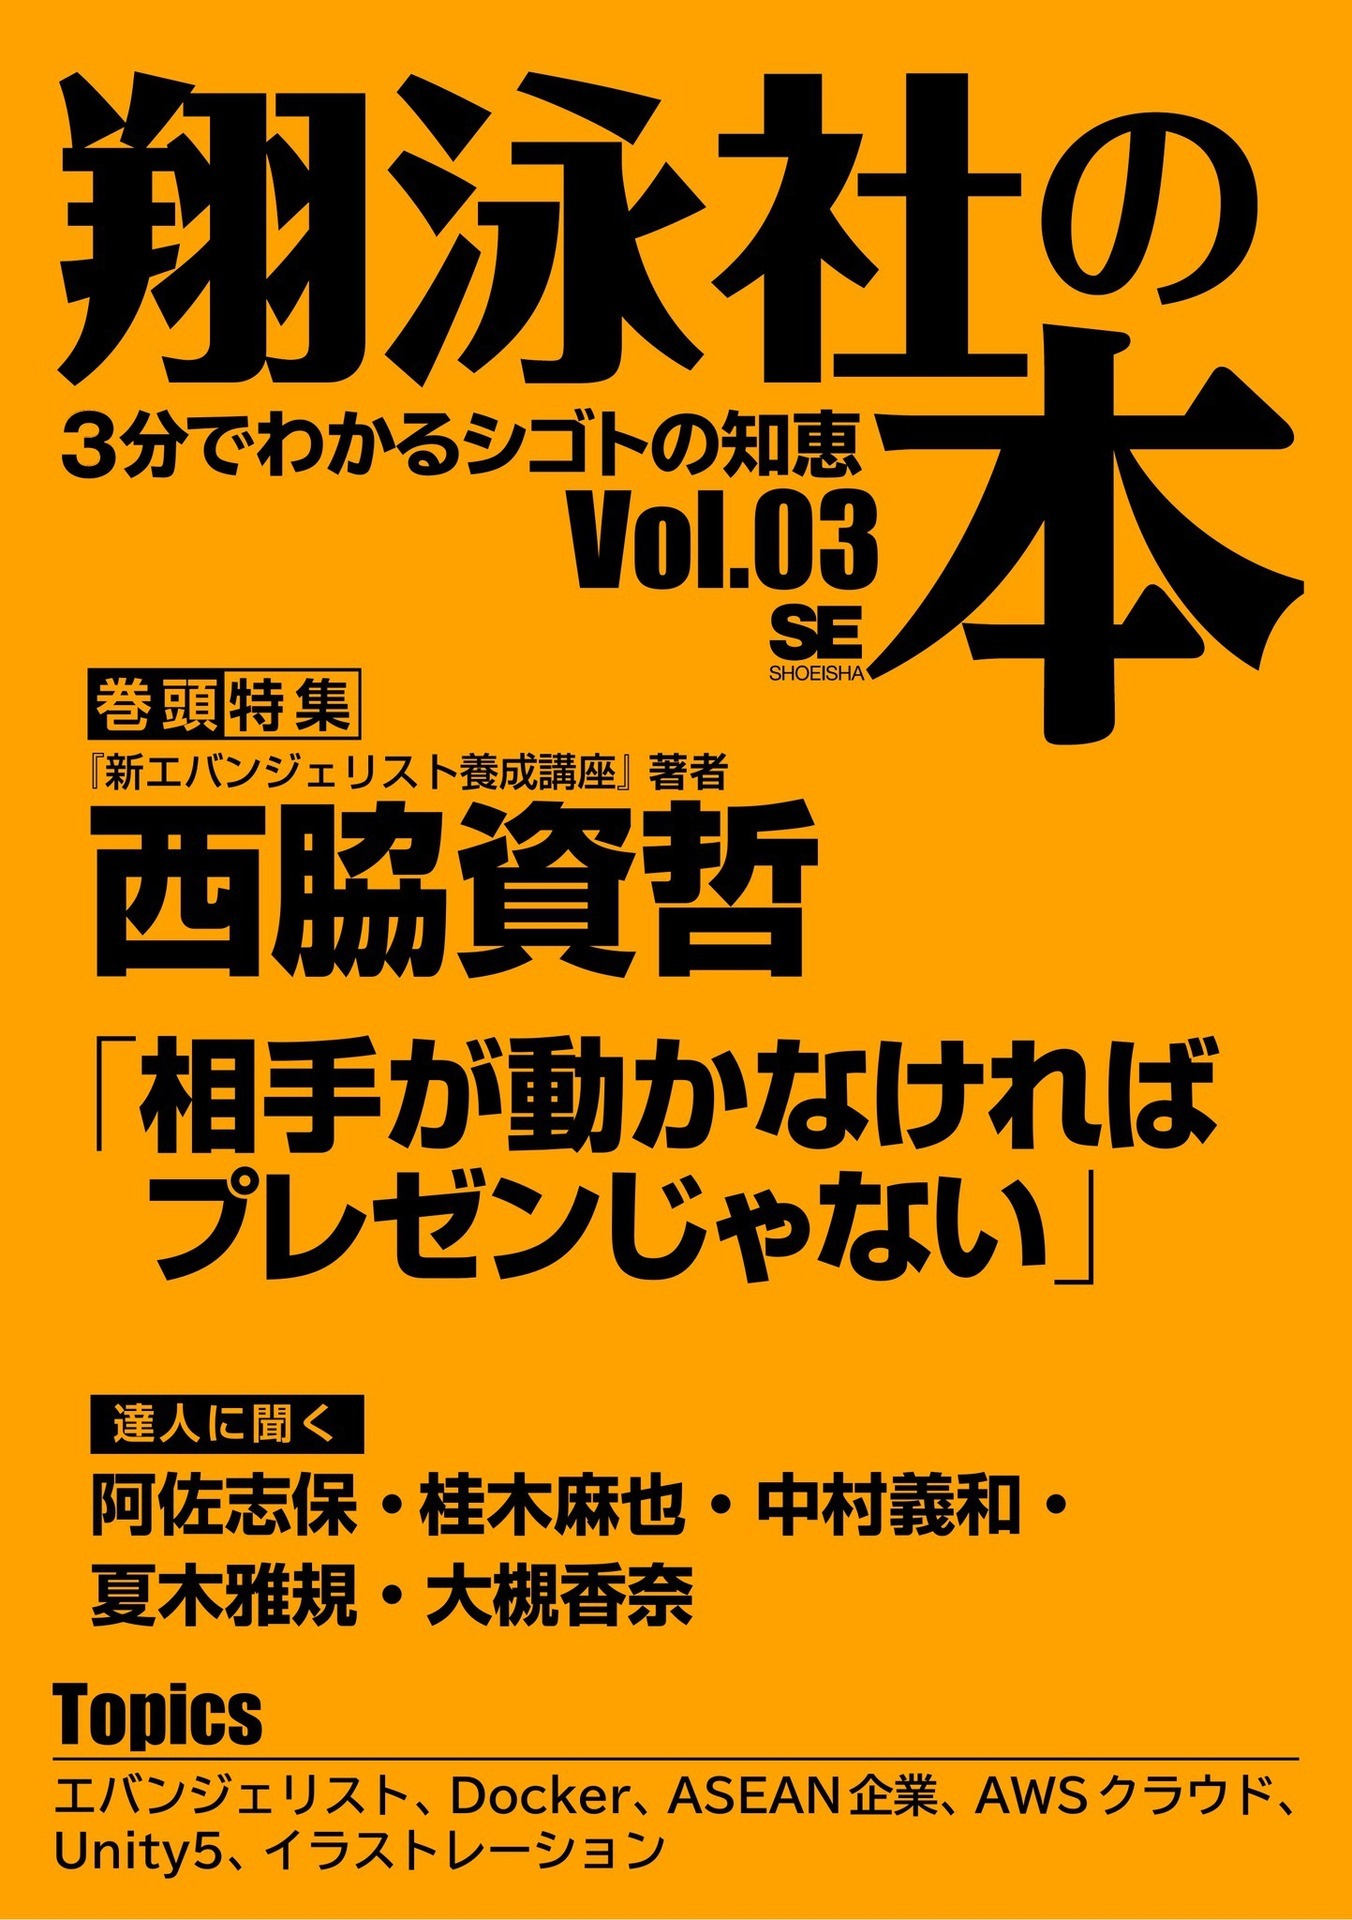 翔泳社の本
3分でわかるシゴトの知恵
Vol.03
SE
SHOEISHA
巻頭特集
『新エバンジェリスト養成講座』著者
西脇資哲
「相手が動かなければ
プレゼンじゃない」
達人に聞く
阿佐志保・桂木麻也・中村義和・
夏木雅規・大槻香奈
Topics
エバンジェリスト、Docker、ASEAN企業、AWSクラウド、
Unity5、イラストレーション